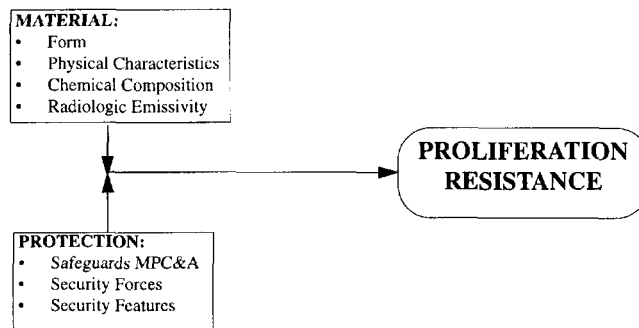 MATERIAL:
• Form
• Physical Characteristics
• Chemical Composition
• Radiologic Emissivity
PROLIFERATION
RESISTANCE
PROTECTION:
• Safeguards MPC&A
• Security Forces
• Security Features